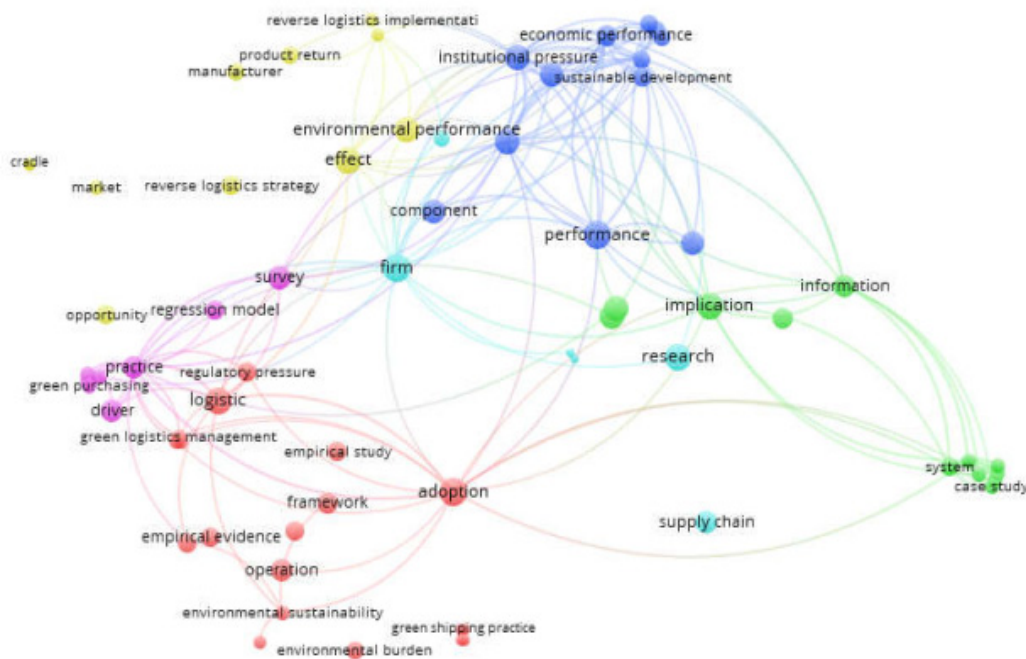 reverse logistics implementati
economic performance
product return
institutional pressure
manufacturer
sustainable development
environmental performance
effect
cradle
market
reverse logistics strategy
component
performance
firm
survey
information
implication
regression model
opportunity
research
practice
regulatory pressure
green purchasing
logistic
driver
green logistics management
empirical study
system
case study
adoption
framework
supply chain
empirical evidence
operation
environmental sustainability
green shipping practice
environmental burden